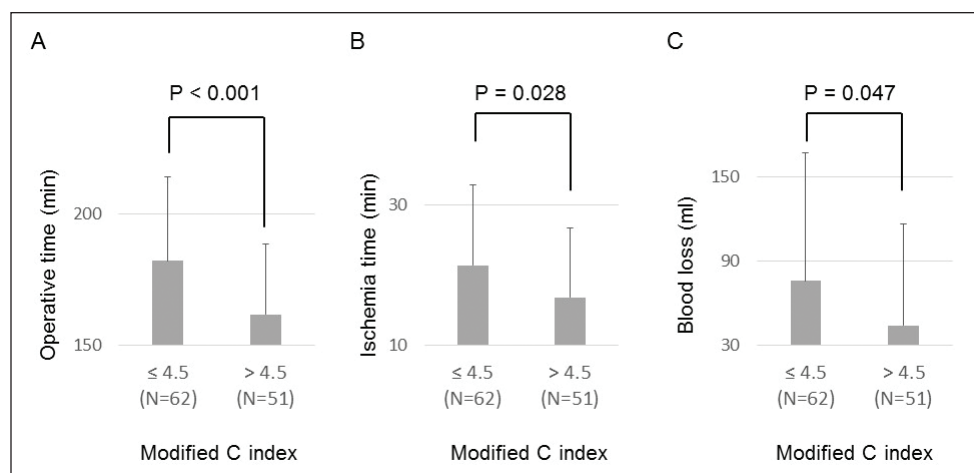 A
P < 0.001
Operative time (min)
200
150
≤ 4.5
(N=62)
> 4.5
(N=51)
Modified C index
B
P = 0.028
Ischemia time (min)
30
10
≤ 4.5
(N=62)
> 4.5
(N=51)
Modified C index
C
P = 0.047
Blood loss (ml)
150
90
30
≤ 4.5
(N=62)
> 4.5
(N=51)
Modified C index